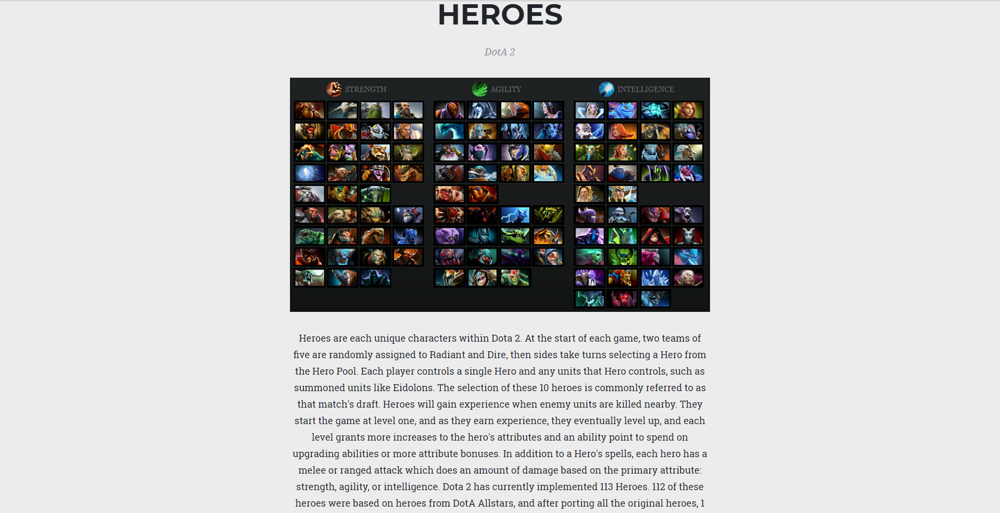 HEROES
DotA 2
STRENGTH
AGILITY
INTELLIGENCE
Heroes are each unique characters within Dota 2. At the start of each game, two teams of
five are randomly assigned to Radiant and Dire, then sides take turns selecting a Hero from
the Hero Pool. Each player controls a single Hero and any units that Hero controls, such as
summoned units like Eidolons. The selection of these 10 heroes is commonly referred to as
that match's draft. Heroes will gain experience when enemy units are killed nearby. They
start the game at level one, and as they earn experience, they eventually level up, and each
level grants more increases to the hero's attributes and an ability point to spend on
upgrading abilities or more attribute bonuses. In addition to a Hero's spells, each hero has a
melee or ranged attack which does an amount of damage based on the primary attribute:
strength, agility, or intelligence. Dota 2 has currently implemented 113 Heroes. 112 of these
heroes were based on heroes from DotA Allstars, and after porting all the original heroes, 1